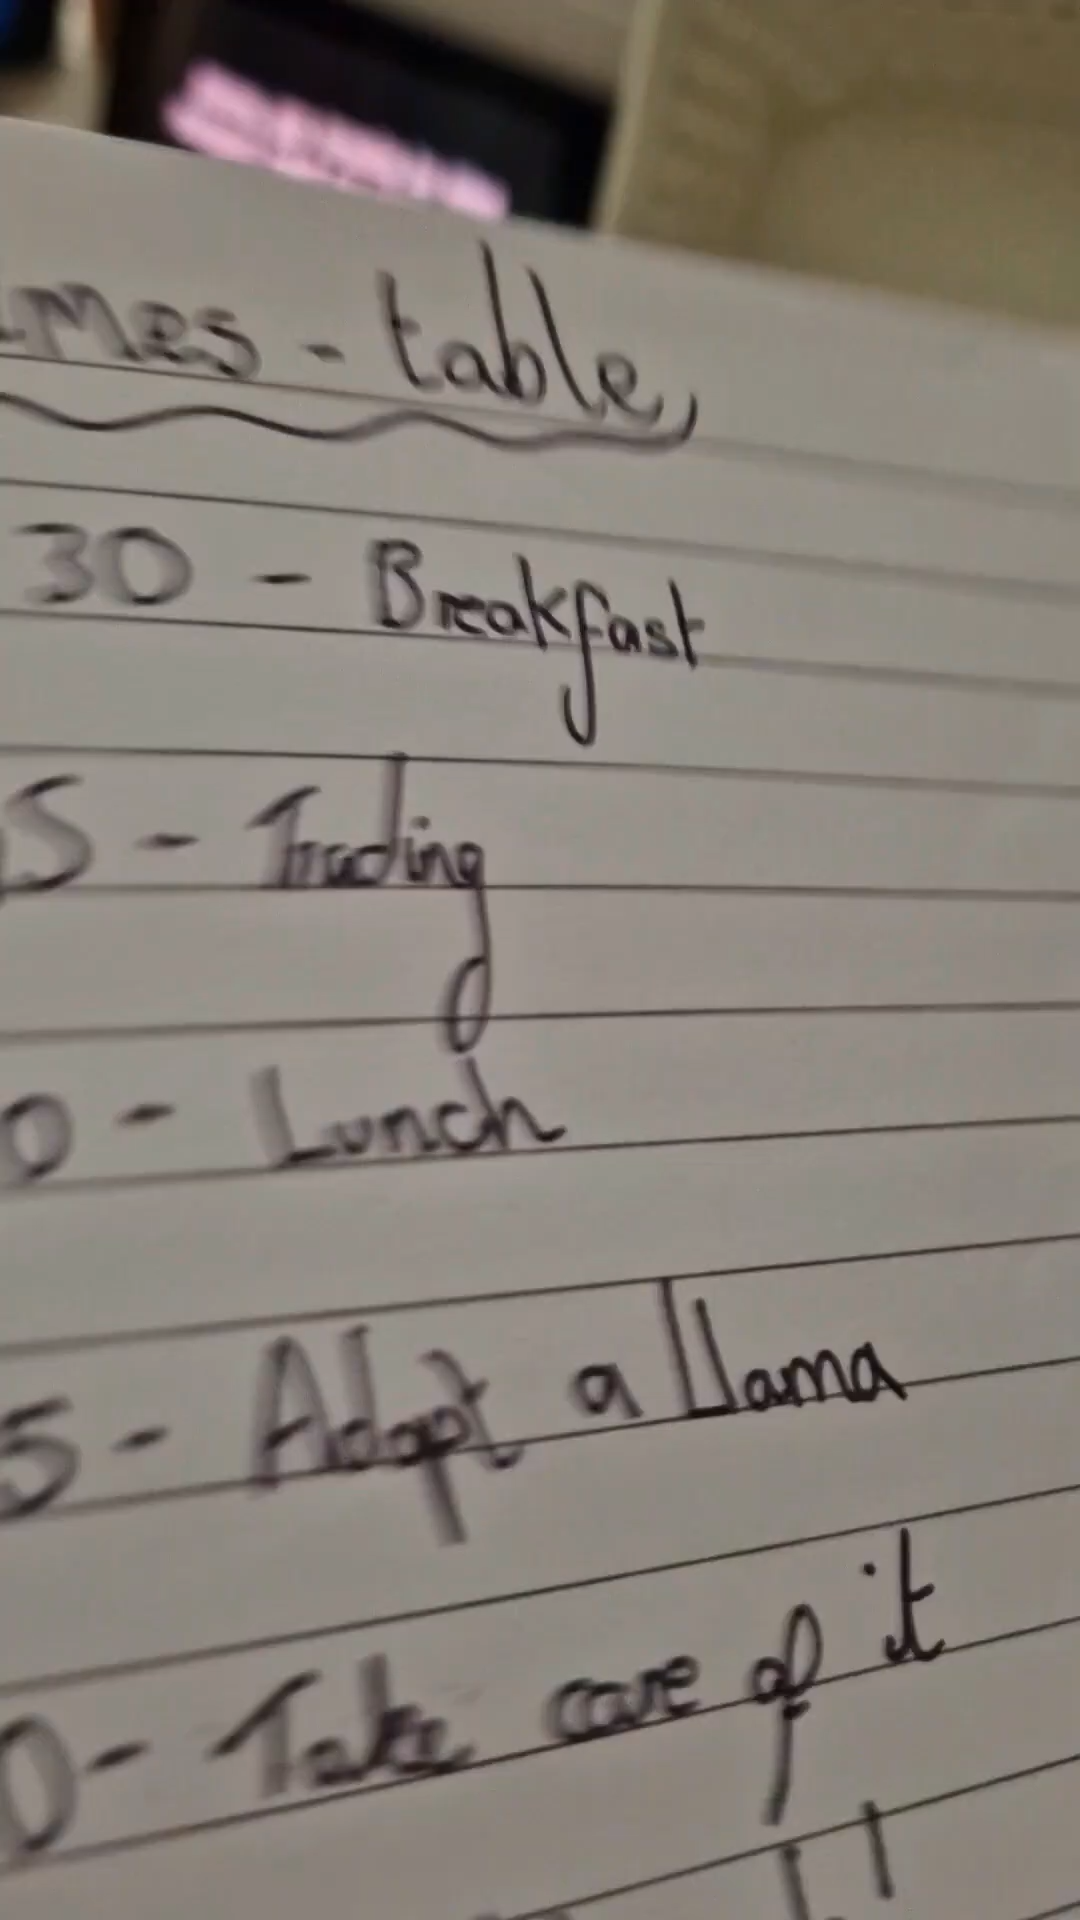 mes - table
30 - Breakfast
5 - Trading
0 - Lunch
5 - Adopt a llama
0 - Take care of it